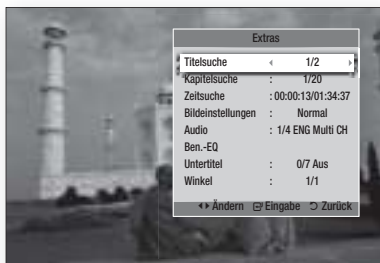 Extras
Titelsuche 1/2
Kapitelsuche : 1/20
Zeitsuche : 00:00:13/01:34:37
Bildeinstellungen : Normal
Audio : 1/4 ENG Multi CH
Ben.-EQ
Untertitel : 0/7 Aus
Winkel : 1/1
Ändern Eingabe Zurück